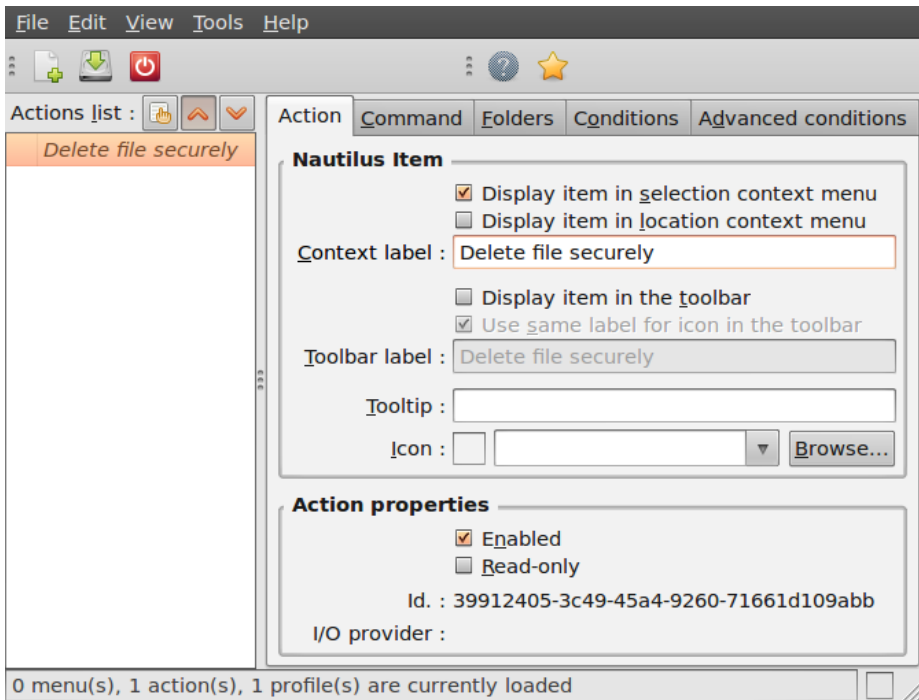 File Edit View Tools Help
Actions list :
Delete file securely
Action Command Folders Conditions Advanced conditions
Nautilus Item
Display item in selection context menu
Display item in location context menu
Context label : Delete file securely
Display item in the toolbar
Use same label for icon in the toolbar
Toolbar label : Delete file securely
Tooltip :
Icon : Browse...
Action properties
Enabled
Read-only
Id. : 39912405-3c49-45a4-9260-71661d109abb
I/O provider :
0 menu(s), 1 action(s), 1 profile(s) are currently loaded